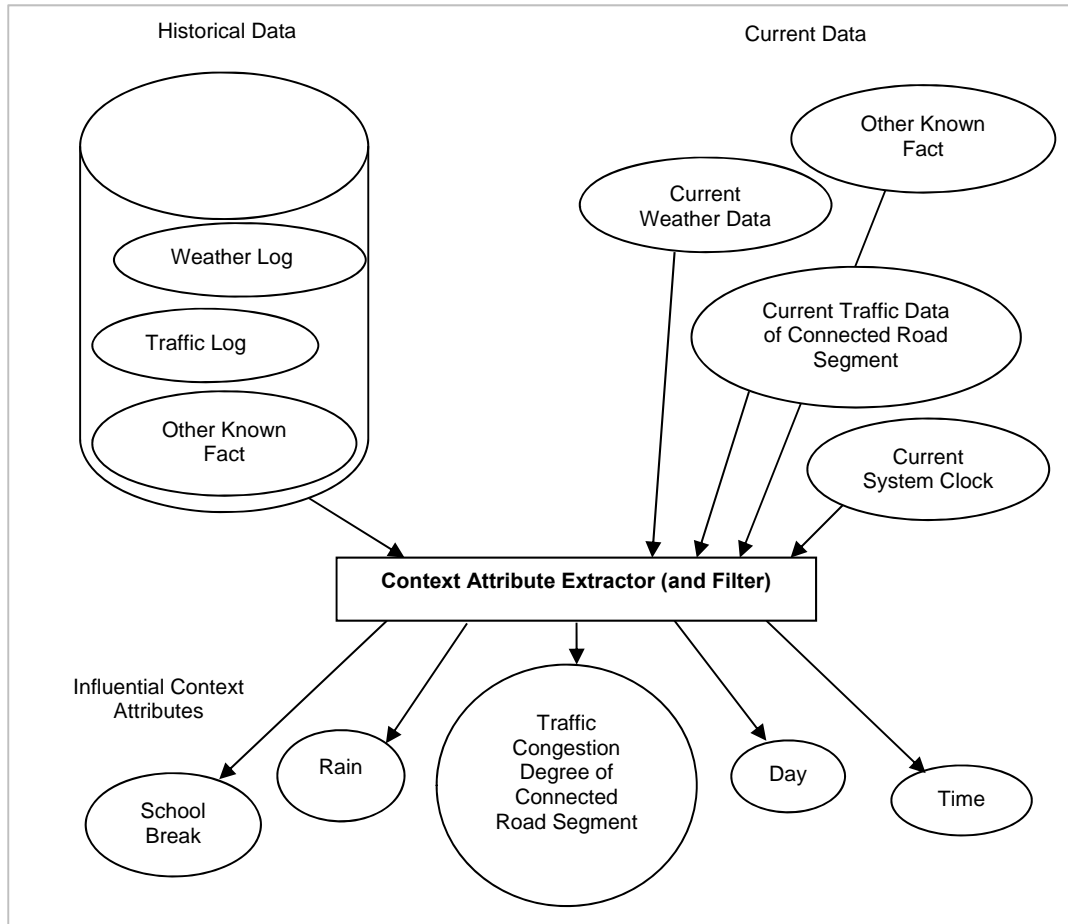 Historical Data
Current Data
Other Known
Fact
Current
Weather Data
Weather Log
Traffic Log
Other Known
Fact
Current Traffic Data
of Connected Road
Segment
Current
System Clock
Context Attribute Extractor (and Filter)
Influential Context
Attributes
School
Break
Rain
Traffic
Congestion
Degree of
Connected
Road Segment
Day
Time